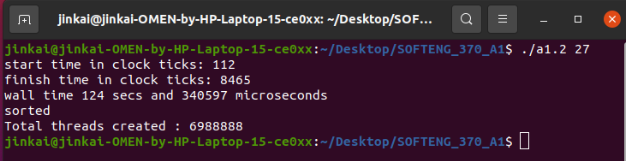 jinkai@jinkai-OMEN-by-HP-Laptop-15-ce0xx: ~/Desktop/SOF...
jinkai@jinkai-OMEN-by-HP-Laptop-15-ce0xx:~/Desktop/SOFTENG_370_A1$ ./a1.2 27
start time in clock ticks: 112
finish time in clock ticks: 8465
wall time 124 secs and 340597 microseconds
sorted
Total threads created : 6988888
jinkai@jinkai-OMEN-by-HP-Laptop-15-ce0xx:~/Desktop/SOFTENG_370_A1$